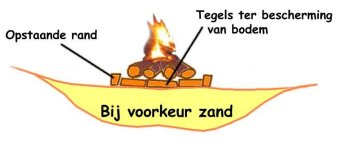 Tegels ter bescherming
van bodem
Opstaande rand
Bij voorkeur zand